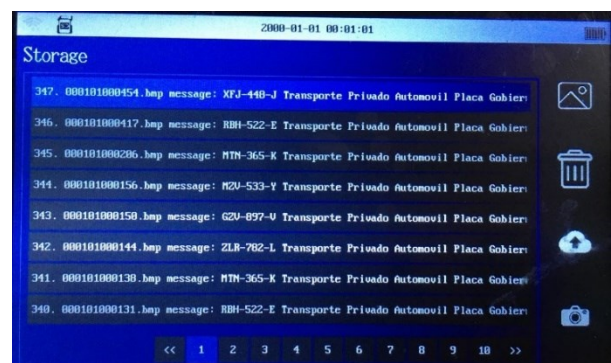 2000-01-01 00:01:01
Storage
347. 000101000454.bmp message: XFJ-448-J Transporte Privado Automovil Placa Gobier
346. 000101000417.bmp message: RBH-522-E Transporte Privado Automovil Placa Gobier
345. 000101000206.bmp message: MTN-365-K Transporte Privado Automovil Placa Gobier
344. 000101000156.bmp message: MZV-533-Y Transporte Privado Automovil Placa Gobier
343. 000101000150.bmp message: GZV-897-V Transporte Privado Automovil Placa Gobier
342. 000101000144.bmp message: ZLR-782-L Transporte Privado Automovil Placa Gobier
341. 000101000138.bmp message: MTN-365-K Transporte Privado Automovil Placa Gobier
340. 000101000131.bmp message: RBH-522-E Transporte Privado Automovil Placa Gobier
<< 1 2 3 4 5 6 7 8 9 10 >>